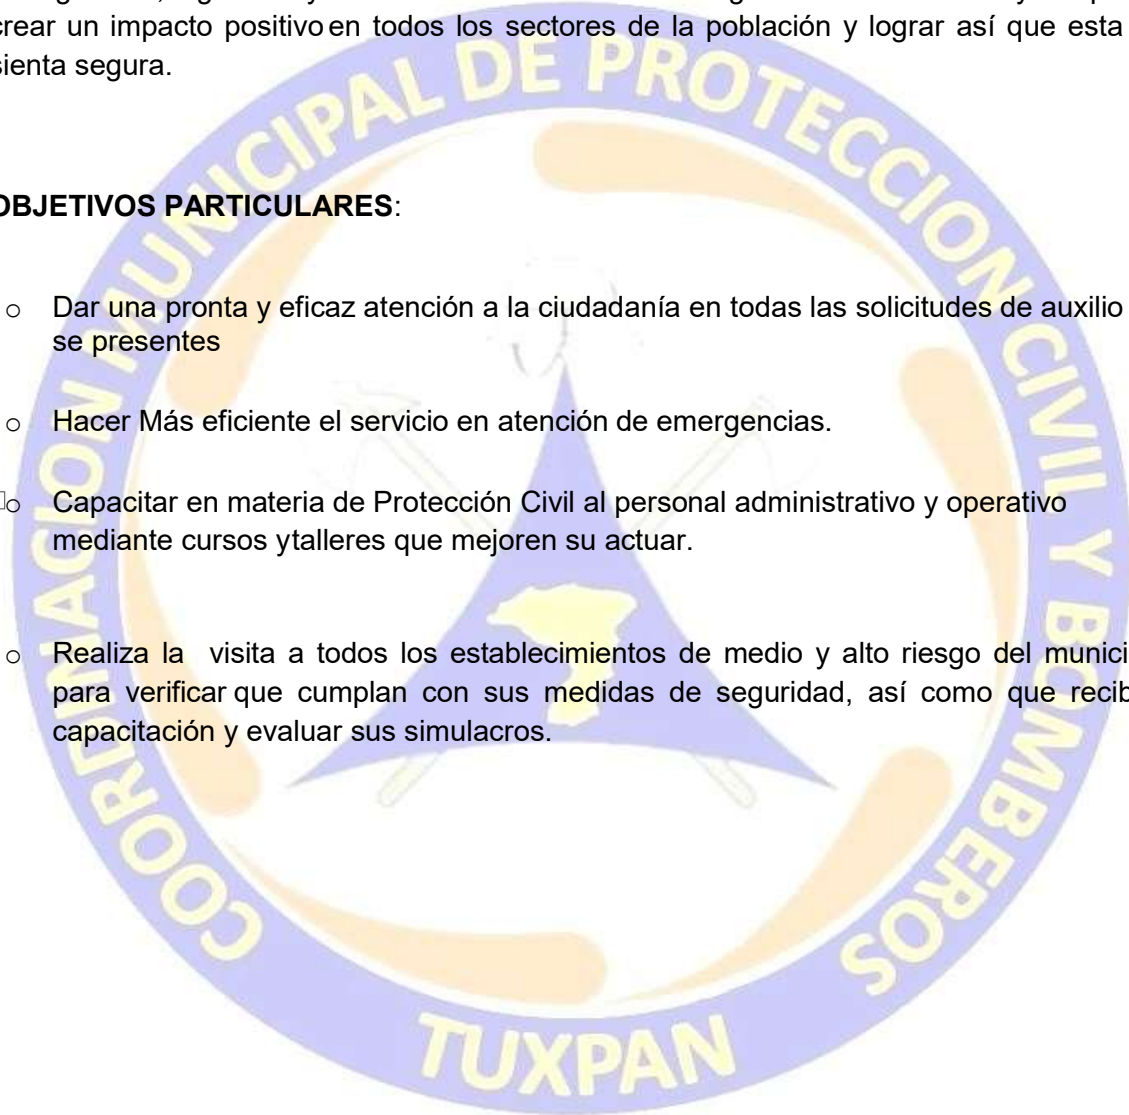 crear un impacto positivo en todos los sectores de la población y lograr así que esta
sienta segura.
OBJETIVOS PARTICULARES:
o Dar una pronta y eficaz atención a la ciudadanía en todas las solicitudes de auxilio
se presentes
o Hacer Más eficiente el servicio en atención de emergencias.
o Capacitar en materia de Protección Civil al personal administrativo y operativo
mediante cursos ytalleres que mejoren su actuar.
o Realiza la visita a todos los establecimientos de medio y alto riesgo del munici
para verificar que cumplan con sus medidas de seguridad, así como que recib
capacitación y evaluar sus simulacros.
COORDINACION MUNICIPAL DE PROTECCION CIVIL Y BOMBEROS
TUXPAN